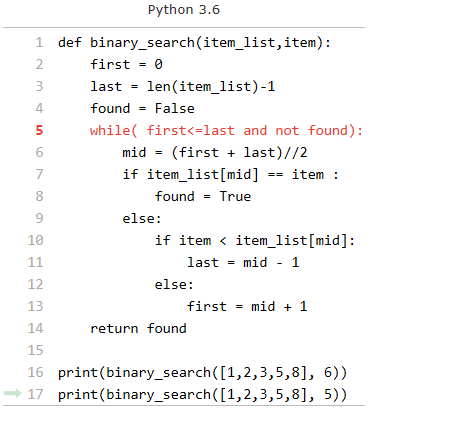 Python 3.6
1 def binary_search(item_list,item):
2     first = 0
3     last = len(item_list)-1
4     found = False
5     while( first<=last and not found):
6         mid = (first + last)//2
7         if item_list[mid] == item :
8             found = True
9         else:
10             if item < item_list[mid]:
11                 last = mid - 1
12             else:
13                 first = mid + 1
14     return found
15
16 print(binary_search([1,2,3,5,8], 6))
17 print(binary_search([1,2,3,5,8], 5))